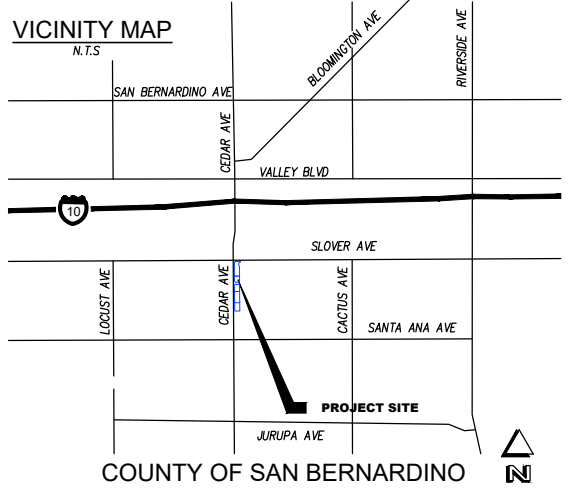 VICINITY MAP
N.T.S
BLOOMINGTON AVE
RIVERSIDE AVE
SAN BERNARDINO AVE
CEDAR AVE
VALLEY BLVD
10
SLOVER AVE
LOCUST AVE
CEDAR AVE
CACTUS AVE
SANTA ANA AVE
PROJECT SITE
JURUPA AVE
COUNTY OF SAN BERNARDINO
N